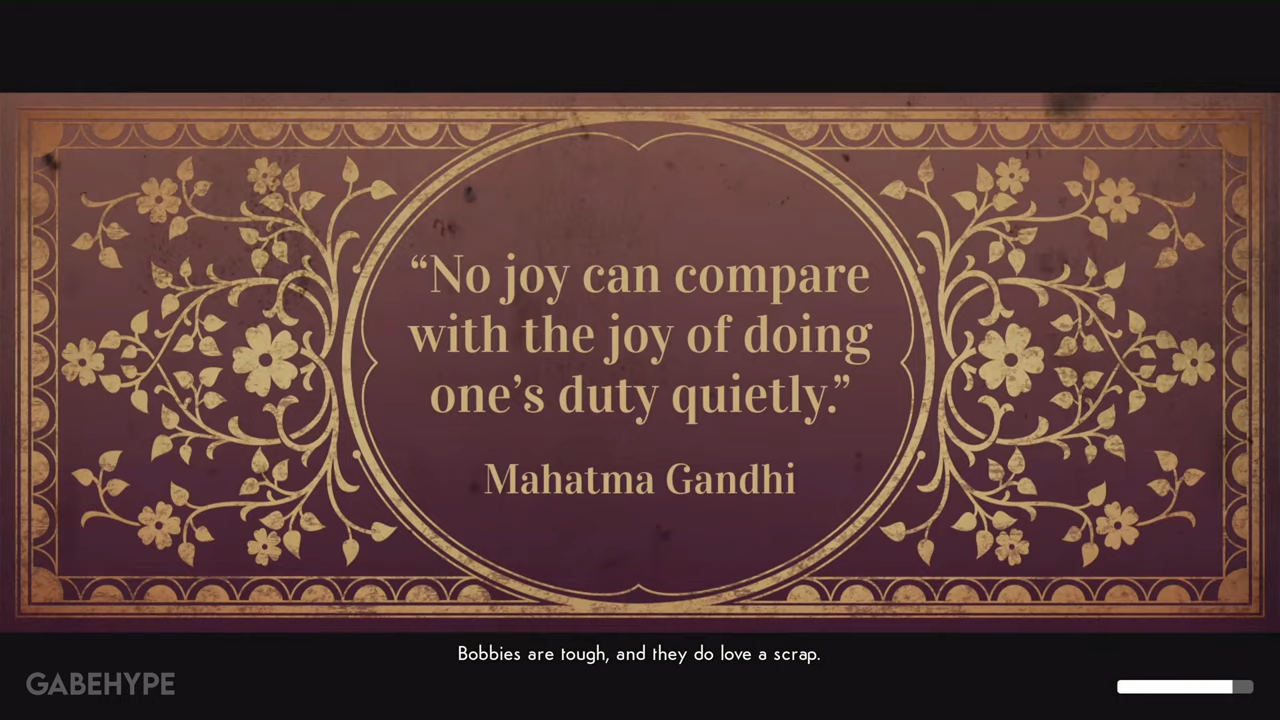 “No joy can compare
with the joy of doing
one’s duty quietly.”
Mahatma Gandhi
Bobbies are tough, and they do love a scrap.
GABEHYPE